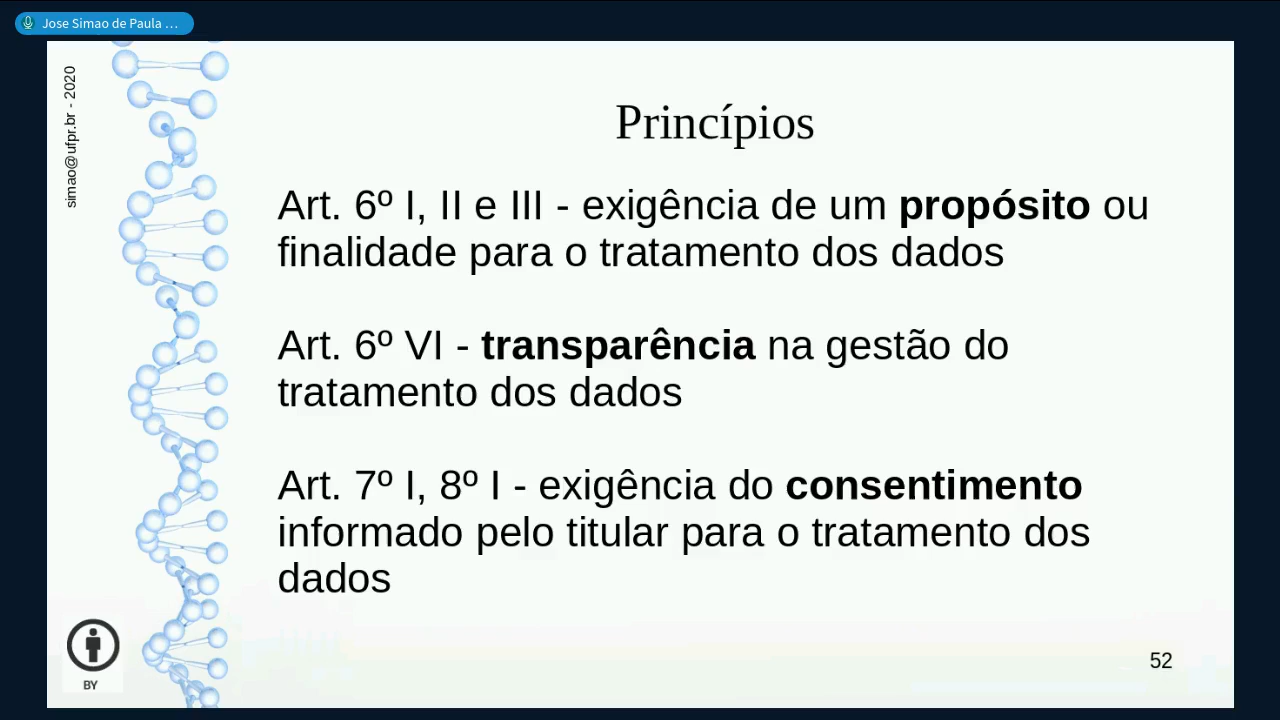 Jose Simao de Paula ...
simao@ufpr.br - 2020
Princípios
Art. 6º I, II e III - exigência de um propósito ou
finalidade para o tratamento dos dados
Art. 6º VI - transparência na gestão do
tratamento dos dados
Art. 7º I, 8º I - exigência do consentimento
informado pelo titular para o tratamento dos
dados
BY
52